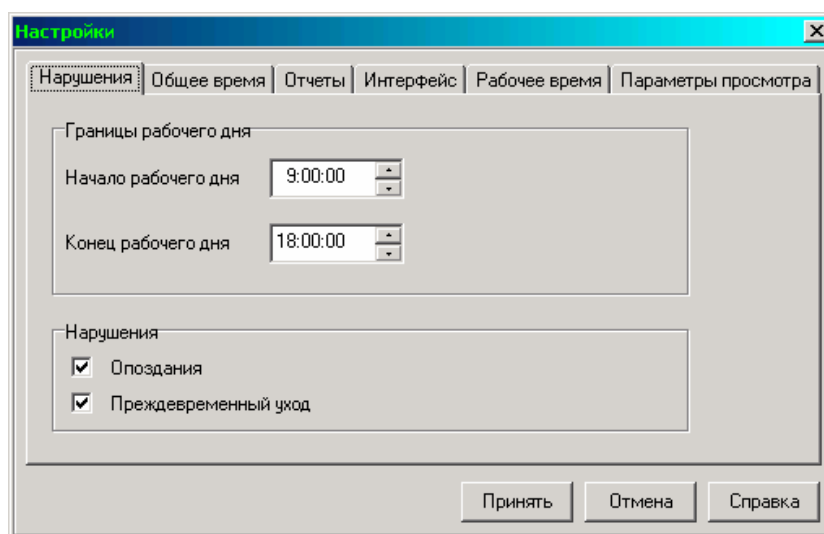 Настройки
Нарушения Общее время Отчеты Интерфейс Рабочее время Параметры просмотра
Границы рабочего дня
Начало рабочего дня 9:00:00
Конец рабочего дня 18:00:00
Нарушения
Опоздания
Преждевременный уход
Принять Отмена Справка